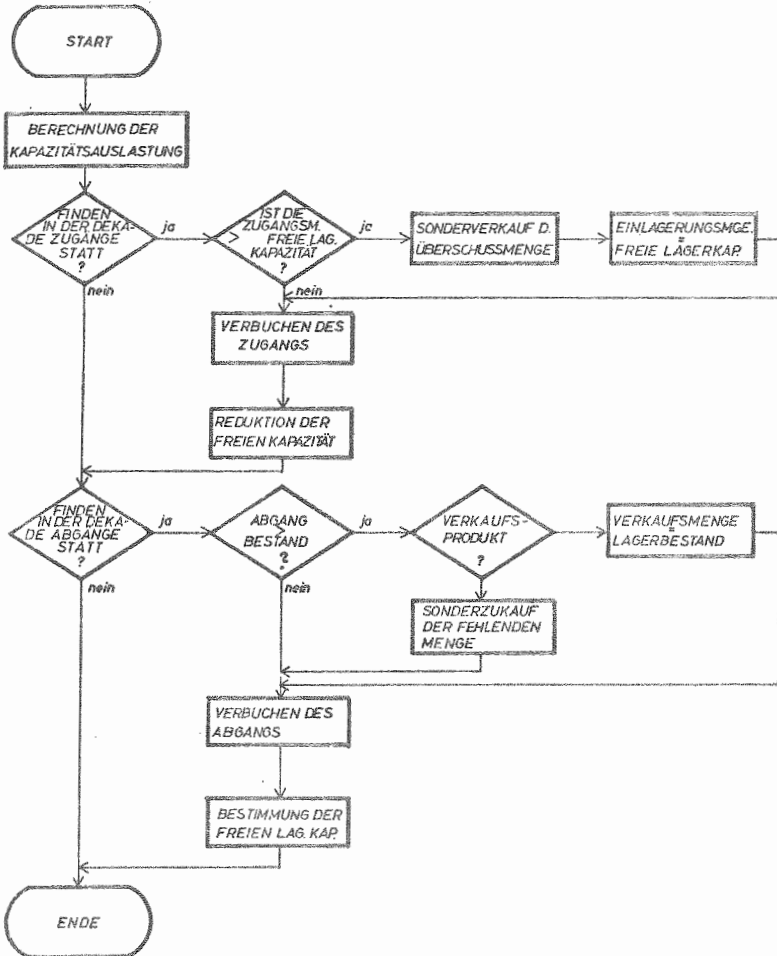 START
BERECHNUNG DER
KAPAZITÄTSAUSLASTUNG
FINDEN
IN DER DEKA-
DE ZUGÄNGE
STATT
?
ja
nein
IST DIE
ZUGANGSM.
> FREIE LAG.
KAPAZITÄT
?
ja
nein
SONDERVERKAUF D.
ÜBERSCHUSSMENGE
EINLAGERUNGSMGE.
=
FREIE LAGERKAP.
VERBUCHEN DES
ZUGANGS
REDUKTION DER
FREIEN KAPAZITÄT
FINDEN
IN DER DEKA-
DE ABGÄNGE
STATT
?
ja
nein
ABGANG
>
BESTAND
?
ja
nein
VERKAUFS-
PRODUKT
?
VERKAUFSMENGE
=
LAGERBESTAND
SONDERZUKAUF
DER FEHLENDEN
MENGE
VERBUCHEN DES
ABGANGS
BESTIMMUNG DER
FREIEN LAG. KAP.
ENDE